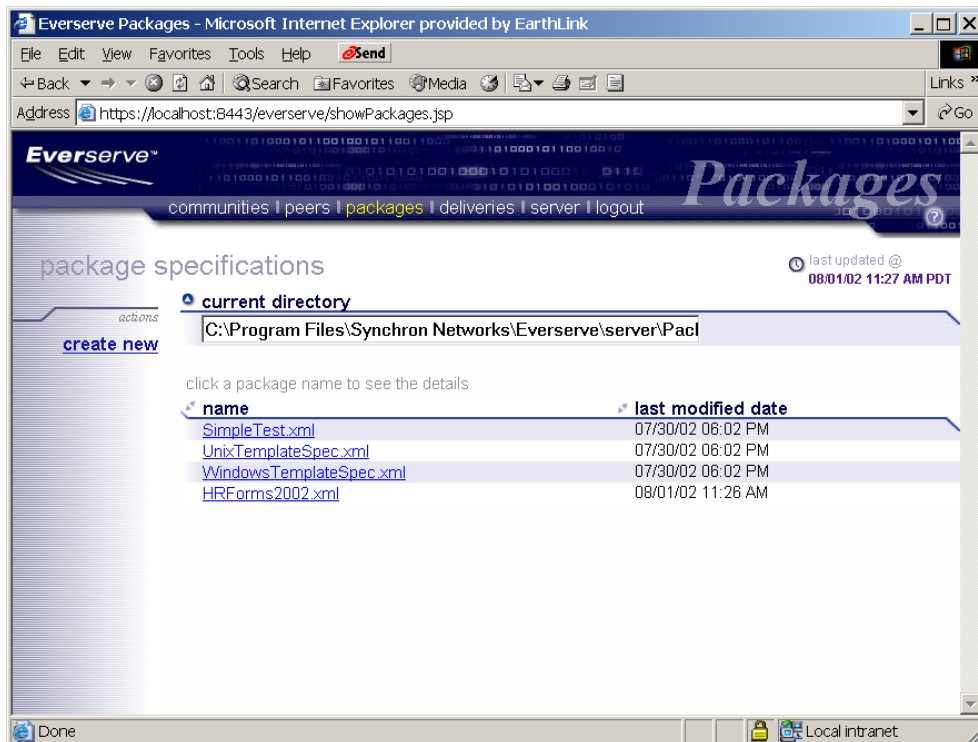 Everserve Packages - Microsoft Internet Explorer provided by EarthLink
File Edit View Favorites Tools Help eSend
Back Search Favorites Media Links »
Address https://localhost:8443/everserve/showPackages.jsp Go
Everserve™
Packages
communities | peers | packages | deliveries | server | logout
?
package specifications
last updated @
08/01/02 11:27 AM PDT
current directory
actions
C:\Program Files\Synchron Networks\Everserve\server\Pacl
create new
click a package name to see the details
name last modified date
SimpleTest.xml 07/30/02 06:02 PM
UnixTemplateSpec.xml 07/30/02 06:02 PM
WindowsTemplateSpec.xml 07/30/02 06:02 PM
HRForms2002.xml 08/01/02 11:26 AM
Done Local intranet